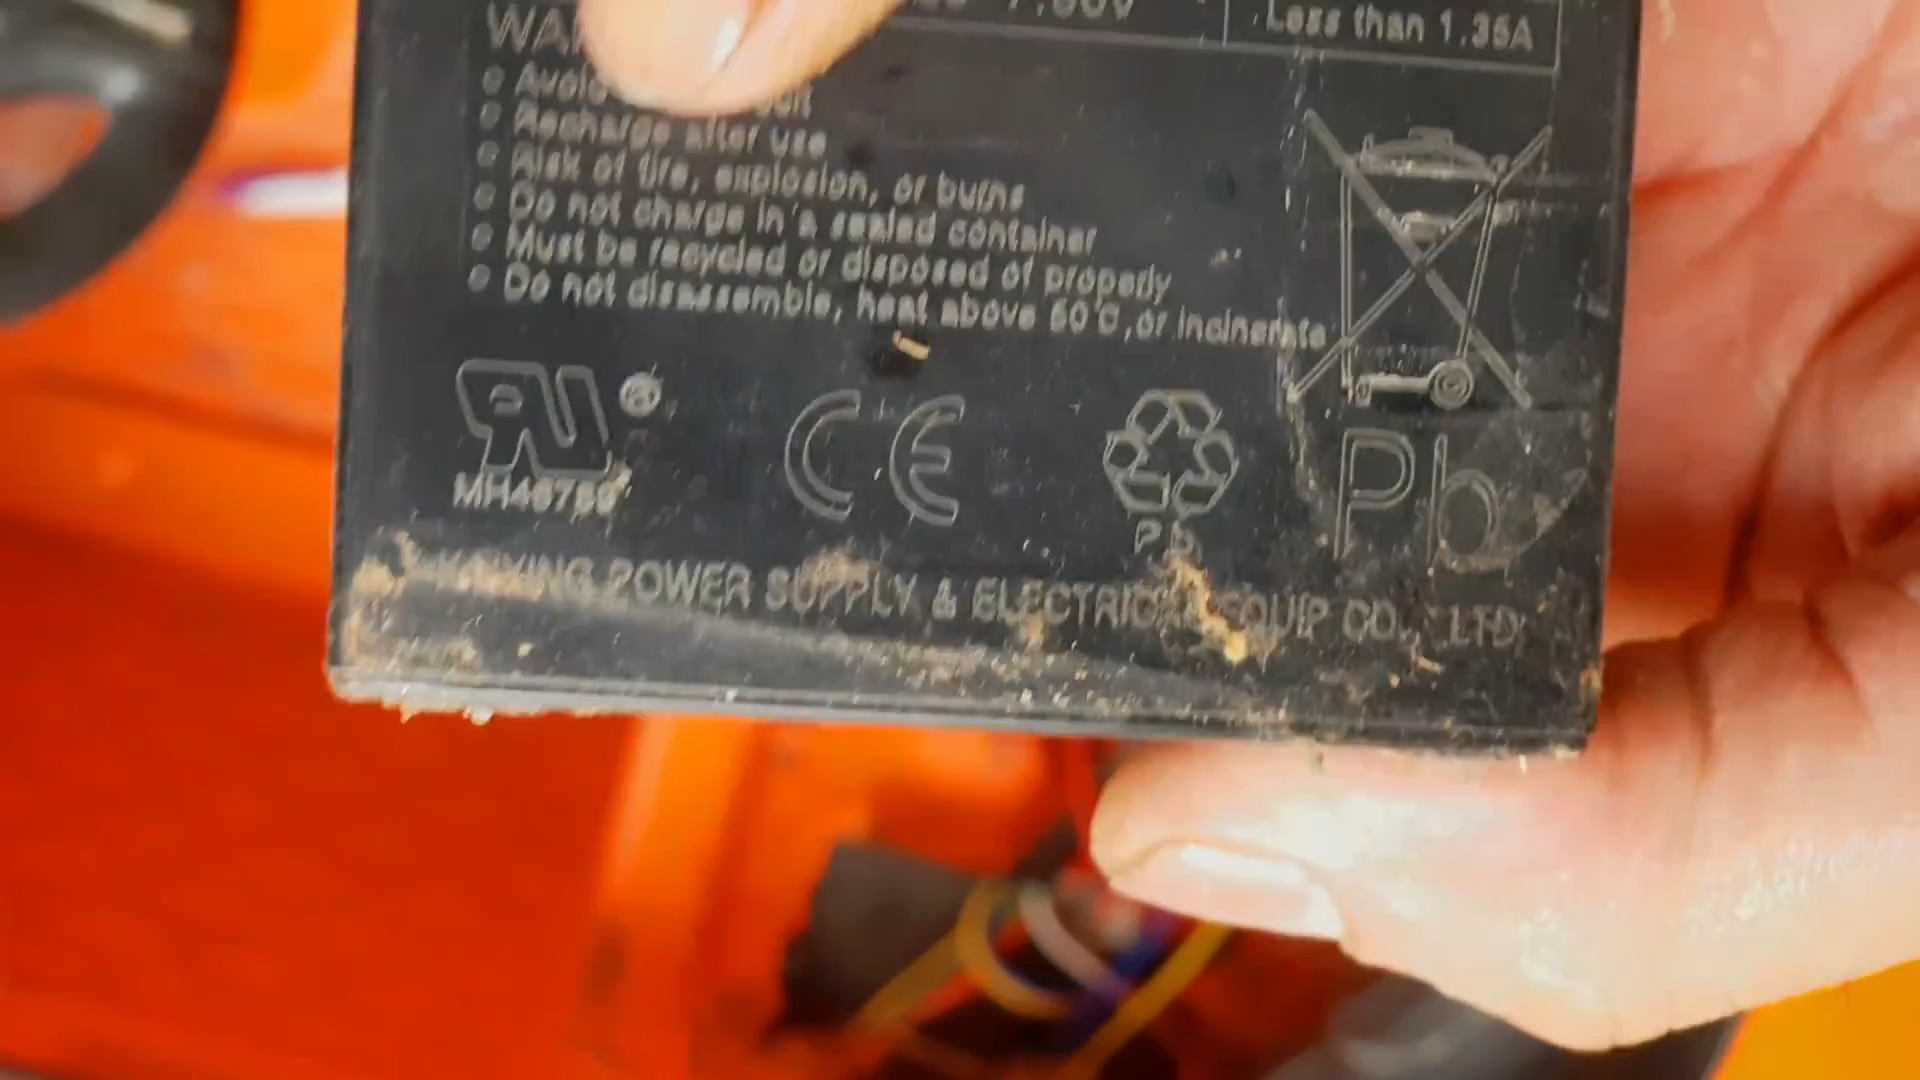 Less than 1.35A
Recharge after use
Risk of fire, explosion, or burns
Do not charge in a sealed container
Must be recycled or disposed of properly
Do not disassemble, heat above 50°C, or incinerate
CE
Pb
Pb
POWER SUPPLY & ELECTRICAL EQUIP CO., LTD